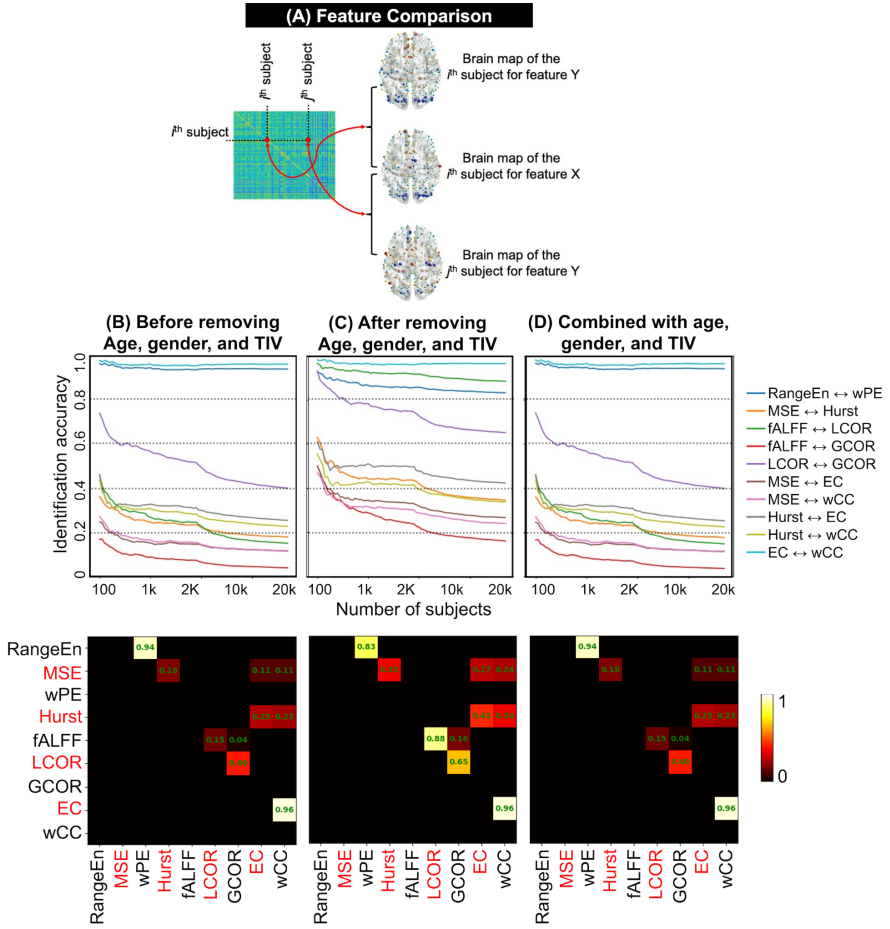 (A) Feature Comparison
i th subject
j th subject
i th subject
Brain map of the
i th subject for feature Y
Brain map of the
i th subject for feature X
Brain map of the
j th subject for feature Y
(B) Before removing
Age, gender, and TIV
(C) After removing
Age, gender, and TIV
(D) Combined with age,
gender, and TIV
Identification accuracy
1.0
0.8
0.6
0.4
0.2
0
100 1k 2K 10k 20k
100 1k 2K 10k 20k
100 1k 2K 10k 20k
Number of subjects
RangeEn ↔ wPE
MSE ↔ Hurst
fALFF ↔ LCOR
fALFF ↔ GCOR
LCOR ↔ GCOR
MSE ↔ EC
MSE ↔ wCC
Hurst ↔ EC
Hurst ↔ wCC
EC ↔ wCC
RangeEn
MSE
wPE
Hurst
fALFF
LCOR
GCOR
EC
wCC
0.94
0.18 0.11 0.11
0.25 0.23
0.15 0.04
0.96
0.83
0.27 0.24
0.42
0.88 0.16
0.65
0.96
0.94
0.18 0.11 0.11
0.25 0.23
0.15 0.04
0.96
1
0
RangeEn MSE wPE Hurst fALFF LCOR GCOR EC wCC
RangeEn MSE wPE Hurst fALFF LCOR GCOR EC wCC
RangeEn MSE wPE Hurst fALFF LCOR GCOR EC wCC